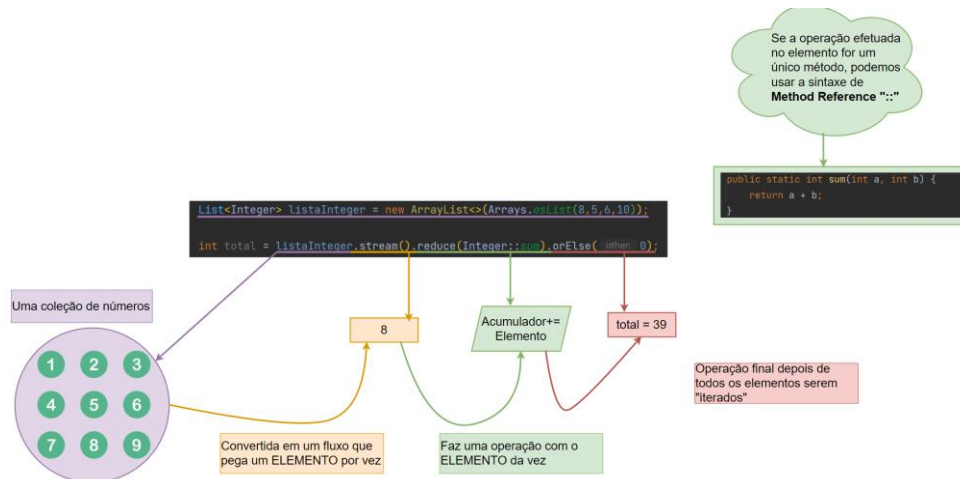 Se a operação efetuada
no elemento for um
único método, podemos
usar a sintaxe de
Method Reference "::"
public static int sum(int a, int b) {
return a + b;
}
List<Integer> listaInteger = new ArrayList<>(Arrays.asList(8,5,6,10));
int total = listaInteger.stream().reduce(Integer::sum).orElse( other: 0);
Uma coleção de números
1 2 3
4 5 6
7 8 9
8
Acumulador+=
Elemento
total = 39
Operação final depois de
todos os elementos serem
"iterados"
Convertida em um fluxo que
pega um ELEMENTO por vez
Faz uma operação com o
ELEMENTO da vez